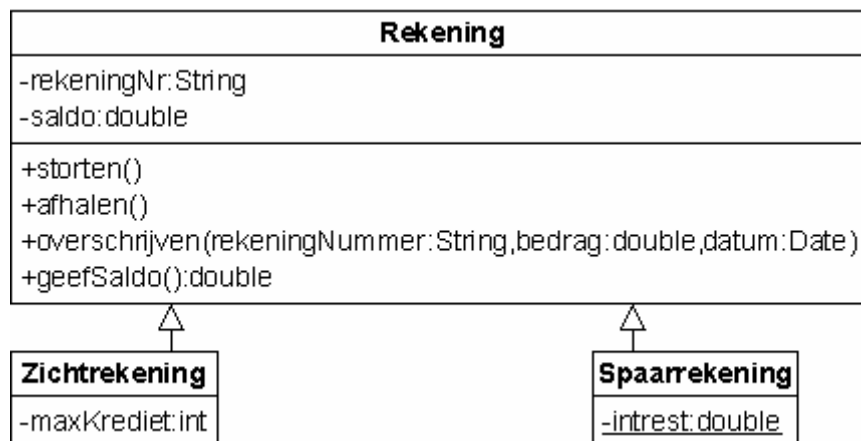 Rekening
-rekeningNr:String
-saldo:double
+storten()
+afhalen()
+overschrijven(rekeningNummer:String,bedrag:double,datum:Date)
+geefSaldo():double
Zichtrekening
-maxKrediet:int
Spaarrekening
-intrest:double